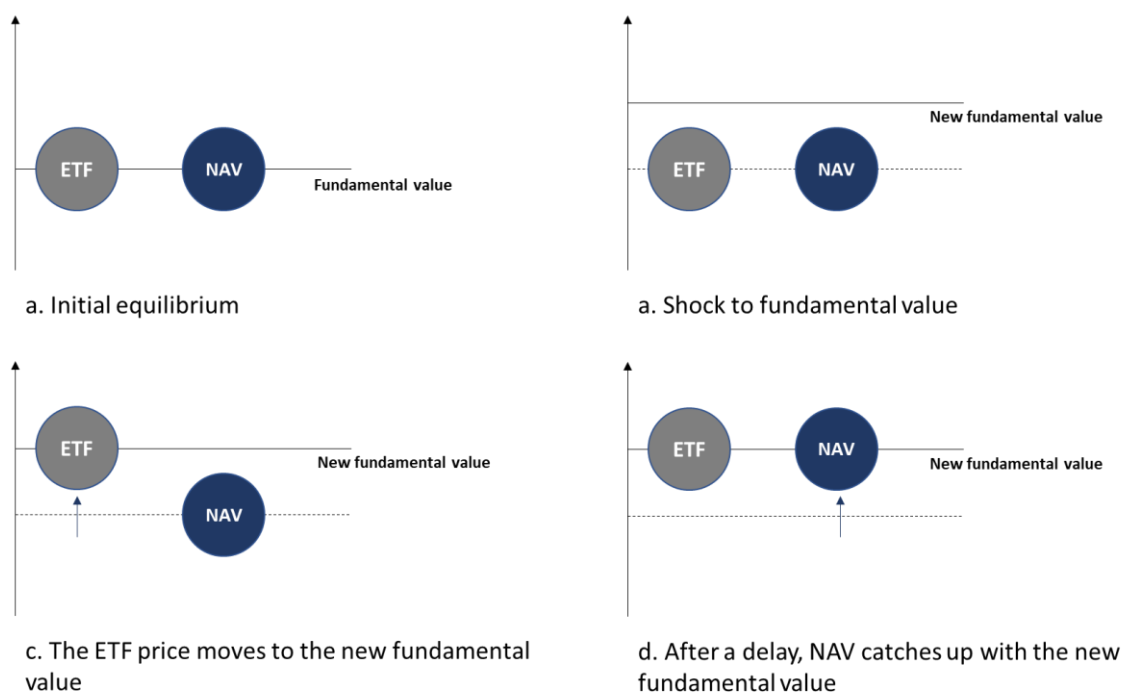 ETF
NAV
Fundamental value
a. Initial equilibrium
New fundamental value
ETF
NAV
a. Shock to fundamental value
ETF
New fundamental value
NAV
c. The ETF price moves to the new fundamental
value
ETF
NAV
New fundamental value
d. After a delay, NAV catches up with the new
fundamental value